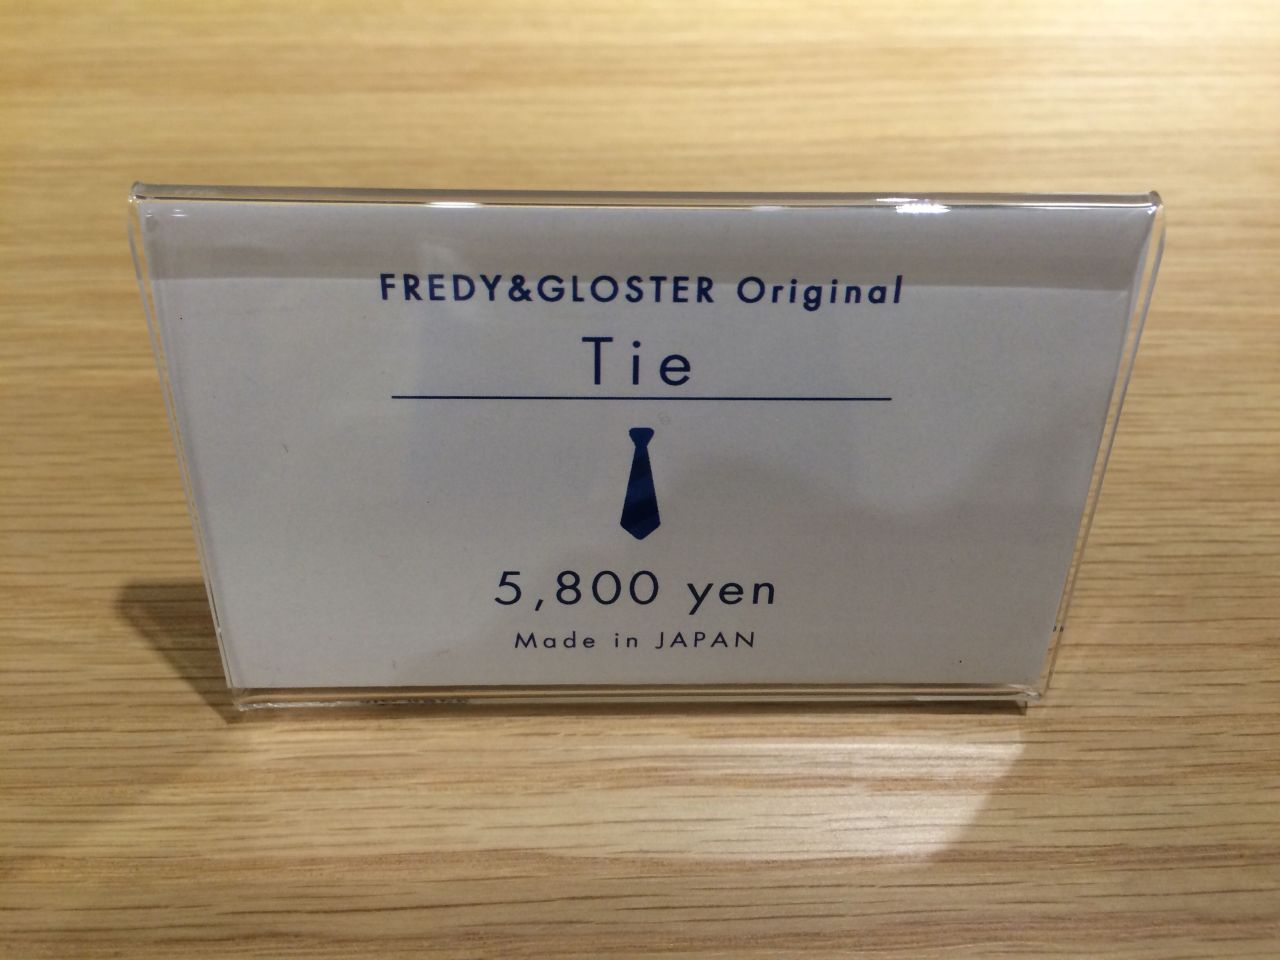 FREDY&GLOSTER Original
Tie
5,800 yen
Made in JAPAN